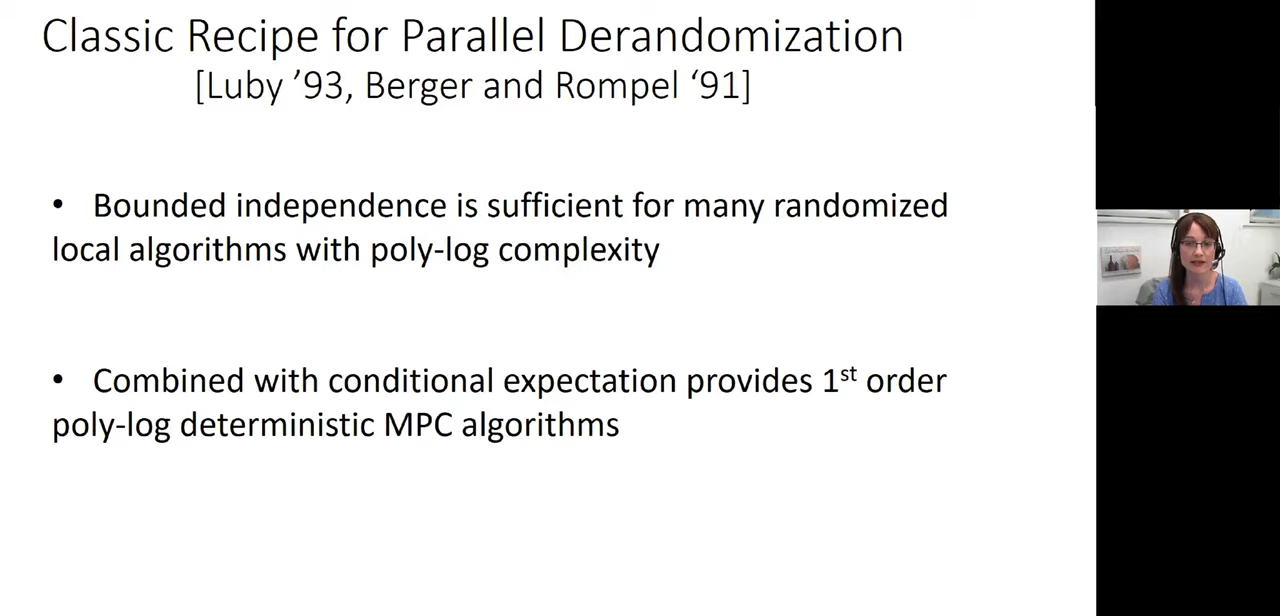 Classic Recipe for Parallel Derandomization
[Luby ’93, Berger and Rompel ‘91]
• Bounded independence is sufficient for many randomized
local algorithms with poly-log complexity
• Combined with conditional expectation provides 1st order
poly-log deterministic MPC algorithms